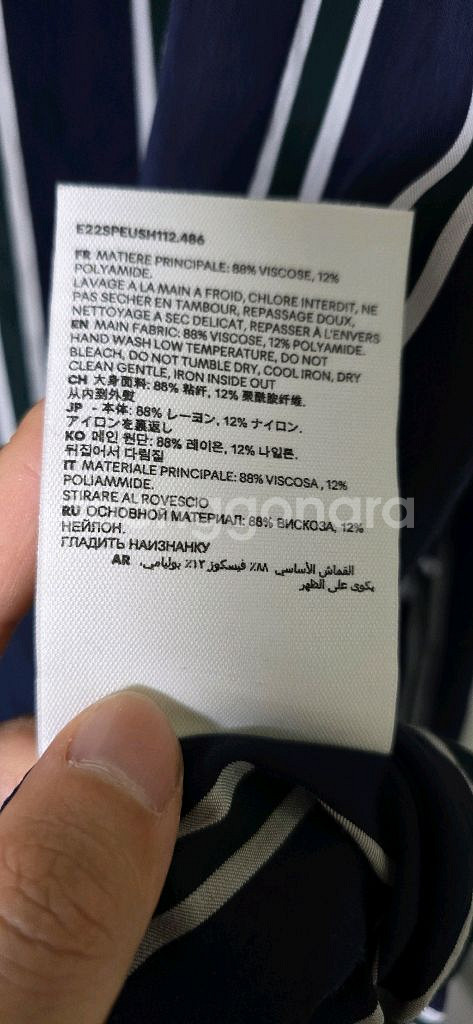 E22SPEUSH112.486
FR MATIERE PRINCIPALE: 88% VISCOSE, 12%
POLYAMIDE.
LAVAGE A LA MAIN A FROID, CHLORE INTERDIT, NE
PAS SECHER EN TAMBOUR, REPASSAGE DOUX,
NETTOYAGE A SEC DELICAT, REPASSER À L'ENVERS
EN MAIN FABRIC: 88% VISCOSE, 12% POLYAMIDE.
HAND WASH LOW TEMPERATURE, DO NOT
BLEACH, DO NOT TUMBLE DRY, COOL IRON, DRY
CLEAN GENTLE, IRON INSIDE OUT
CH 大身面料: 88% 粘纤, 12% 聚酰胺纤维.
从内到外熨
JP - 本体: 88% レーヨン, 12% ナイロン.
アイロンを裏返し
KO 메인 원단: 88% 레이온, 12% 나일론.
뒤집어서 다림질
IT MATERIALE PRINCIPALE: 88% VISCOSA , 12%
POLIAMMIDE.
STIRARE AL ROVESCIO
RU ОСНОВНОЙ МАТЕРИАЛ: 88% ВИСКОЗА, 12%
НЕЙЛОН.
ГЛАДИТЬ НАИЗНАНКУ
AR القماش الأساسي ٨٨٪ فيسكوز ١٢٪ بوليامي,
يكوى على الظهر